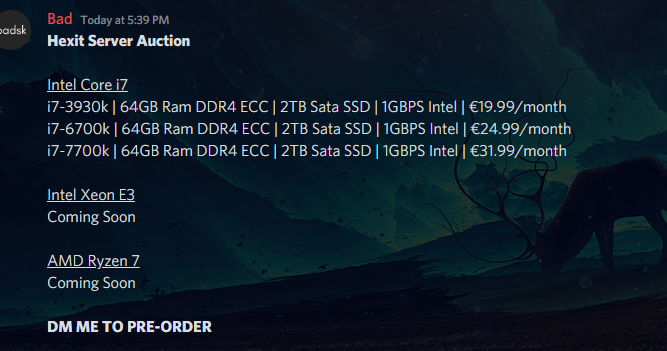 Bad Today at 5:39 PM
Hexit Server Auction
Intel Core i7
i7-3930k | 64GB Ram DDR4 ECC | 2TB Sata SSD | 1GBPS Intel | €19.99/month
i7-6700k | 64GB Ram DDR4 ECC | 2TB Sata SSD | 1GBPS Intel | €24.99/month
i7-7700k | 64GB Ram DDR4 ECC | 2TB Sata SSD | 1GBPS Intel | €31.99/month
Intel Xeon E3
Coming Soon
AMD Ryzen 7
Coming Soon
DM ME TO PRE-ORDER